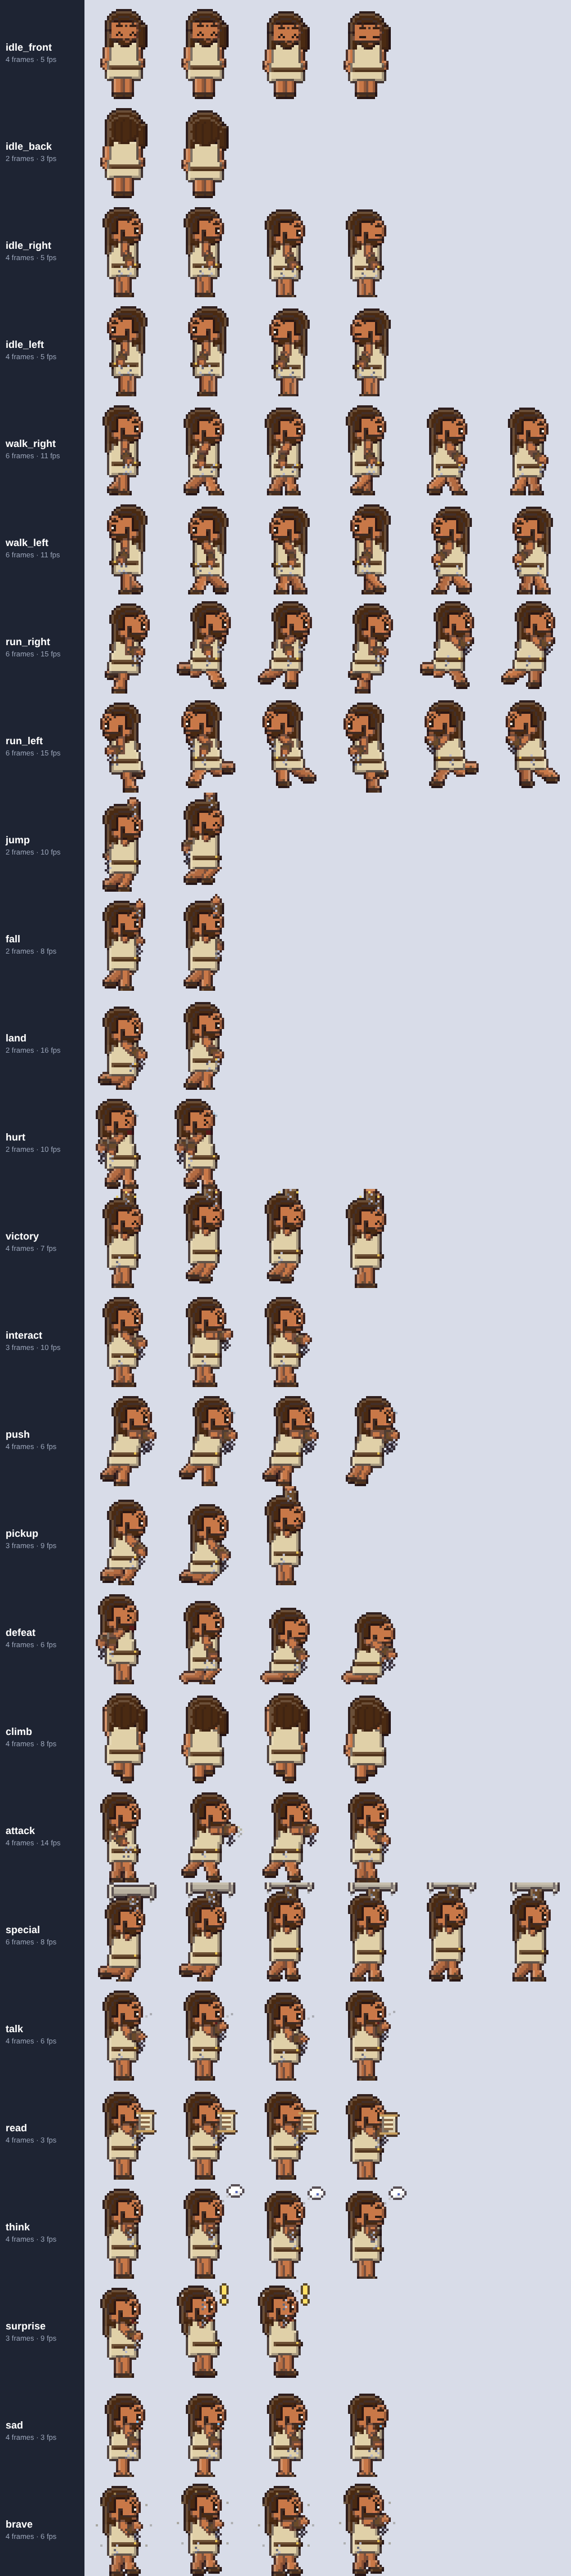 idle_front
4 frames · 5 fps
idle_back
2 frames · 3 fps
idle_right
4 frames · 5 fps
idle_left
4 frames · 5 fps
walk_right
6 frames · 11 fps
walk_left
6 frames · 11 fps
run_right
6 frames · 15 fps
run_left
6 frames · 15 fps
jump
2 frames · 10 fps
fall
2 frames · 8 fps
land
2 frames · 16 fps
hurt
2 frames · 10 fps
victory
4 frames · 7 fps
interact
3 frames · 10 fps
push
4 frames · 6 fps
pickup
3 frames · 9 fps
defeat
4 frames · 6 fps
climb
4 frames · 8 fps
attack
4 frames · 14 fps
special
6 frames · 8 fps
talk
4 frames · 6 fps
read
4 frames · 3 fps
think
4 frames · 3 fps
surprise
3 frames · 9 fps
sad
4 frames · 3 fps
brave
4 frames · 6 fps